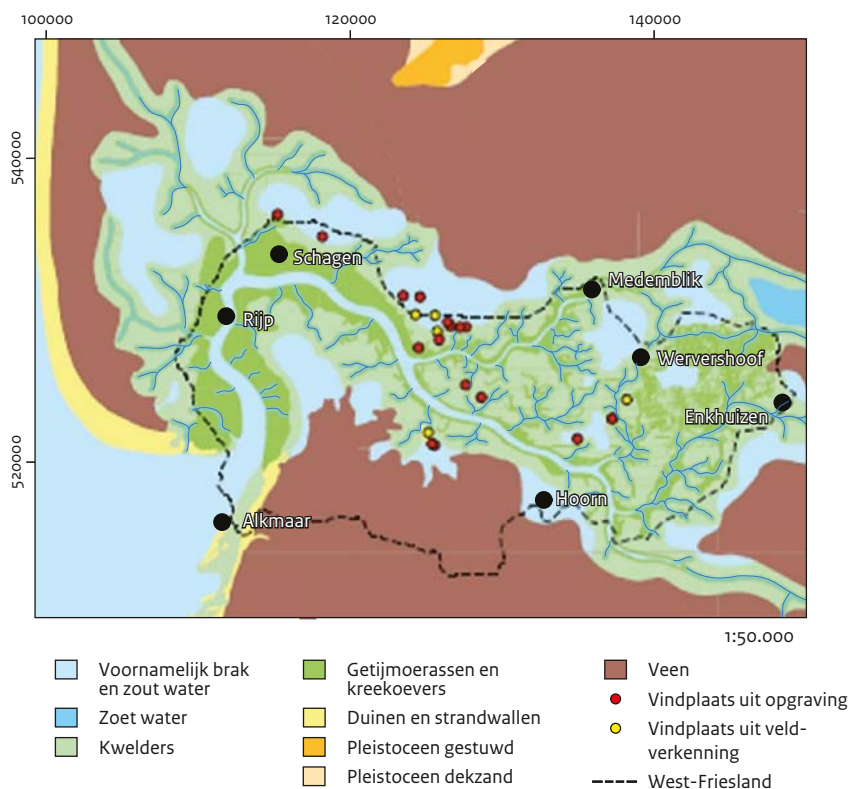 100000
120000
140000
540000
520000
Schagen
Medemblik
Rijp
Wervershoof
Enkhuizen
Hoorn
Alkmaar
1:50.000
Voornamelijk brak
en zout water
Zoet water
Kwelders
Getijmoerassen en
kreekoevers
Duinen en strandwallen
Pleistoceen gestuwd
Pleistoceen dekzand
Veen
Vindplaats uit opgraving
Vindplaats uit veld-
verkenning
West-Friesland